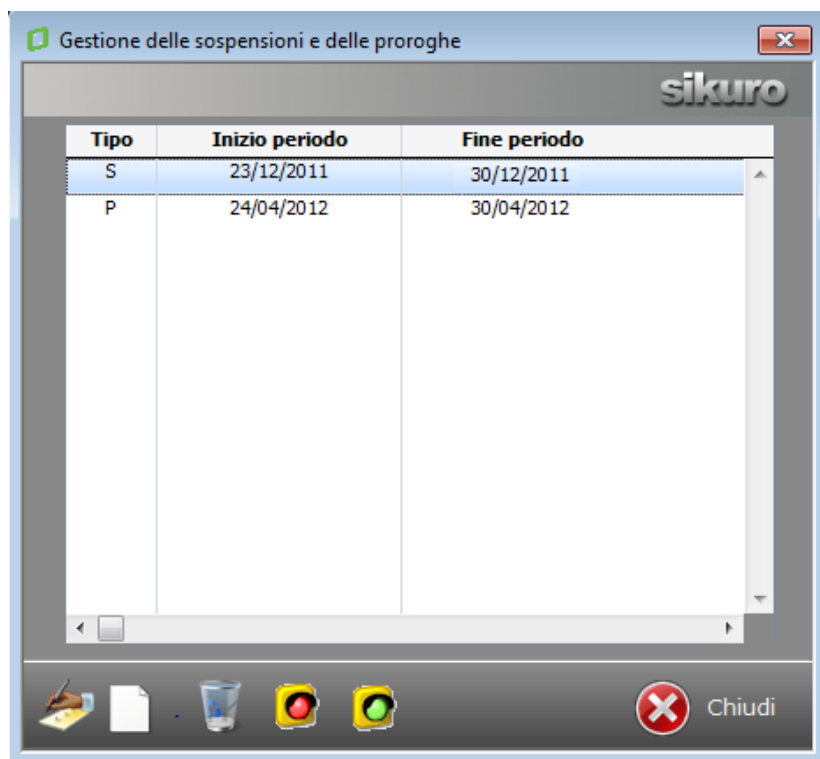 Gestione delle sospensioni e delle proroghe
sikuro
Tipo Inizio periodo Fine periodo
S 23/12/2011 30/12/2011
P 24/04/2012 30/04/2012
Chiudi